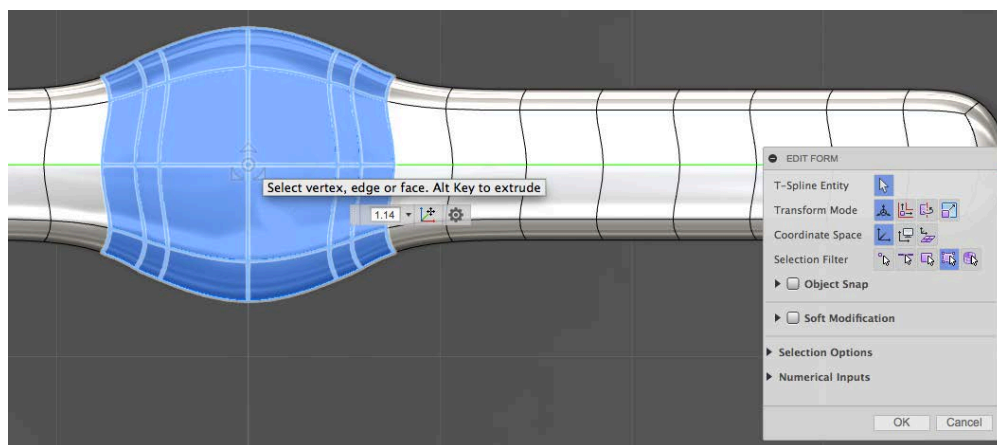 EDIT FORM
T-Spline Entity
Select vertex, edge or face. Alt Key to extrude
Transform Mode
1.14
Coordinate Space
Selection Filter
Object Snap
Soft Modification
Selection Options
Numerical Inputs
OK Cancel